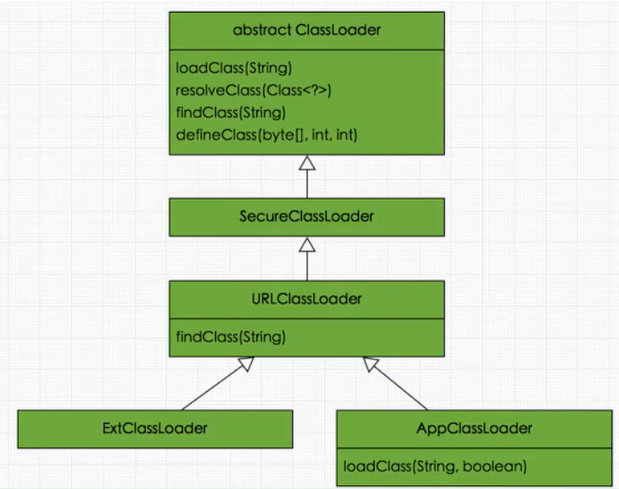 abstract ClassLoader
loadClass(String)
resolveClass(Class<?>)
findClass(String)
defineClass(byte[], int, int)
SecureClassLoader
URLClassLoader
findClass(String)
ExtClassLoader
AppClassLoader
loadClass(String, boolean)